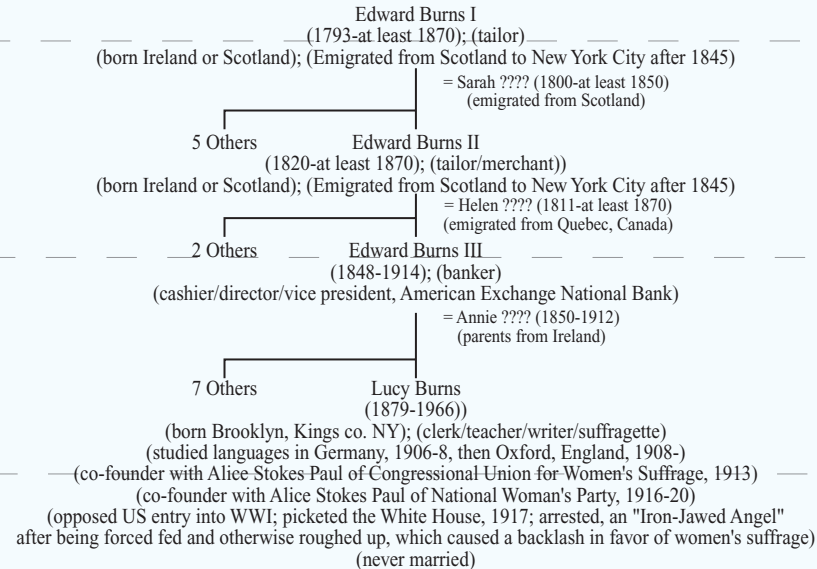 Edward Burns I
(1793-at least 1870); (tailor)
(born Ireland or Scotland); (Emigrated from Scotland to New York City after 1845)
= Sarah ???? (1800-at least 1850)
(emigrated from Scotland)
5 Others
Edward Burns II
(1820-at least 1870); (tailor/merchant))
(born Ireland or Scotland); (Emigrated from Scotland to New York City after 1845)
= Helen ???? (1811-at least 1870)
(emigrated from Quebec, Canada)
2 Others
Edward Burns III
(1848-1914); (banker)
(cashier/director/vice president, American Exchange National Bank)
= Annie ???? (1850-1912)
(parents from Ireland)
7 Others
Lucy Burns
(1879-1966))
(born Brooklyn, Kings co. NY); (clerk/teacher/writer/suffragette)
(studied languages in Germany, 1906-8, then Oxford, England, 1908-)
(co-founder with Alice Stokes Paul of Congressional Union for Women's Suffrage, 1913)
(co-founder with Alice Stokes Paul of National Woman's Party, 1916-20)
(opposed US entry into WWI; picketed the White House, 1917; arrested, an "Iron-Jawed Angel"
after being forced fed and otherwise roughed up, which caused a backlash in favor of women's suffrage)
(never married)